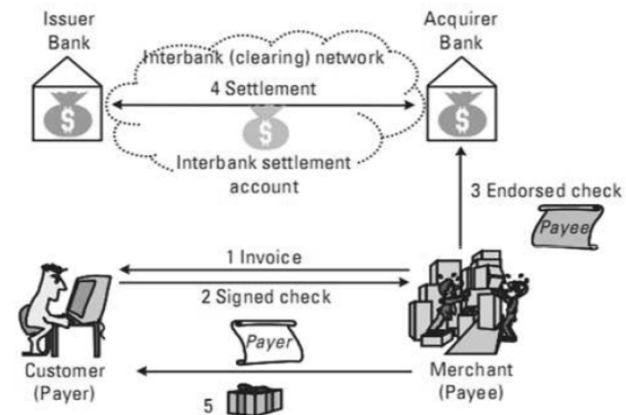 Issuer
Bank
Acquirer
Bank
Interbank (clearing) network
4 Settlement
$
$
$
Interbank settlement
account
3 Endorsed check
Payee
1 Invoice
2 Signed check
Payer
Customer
(Payer)
Merchant
(Payee)
5